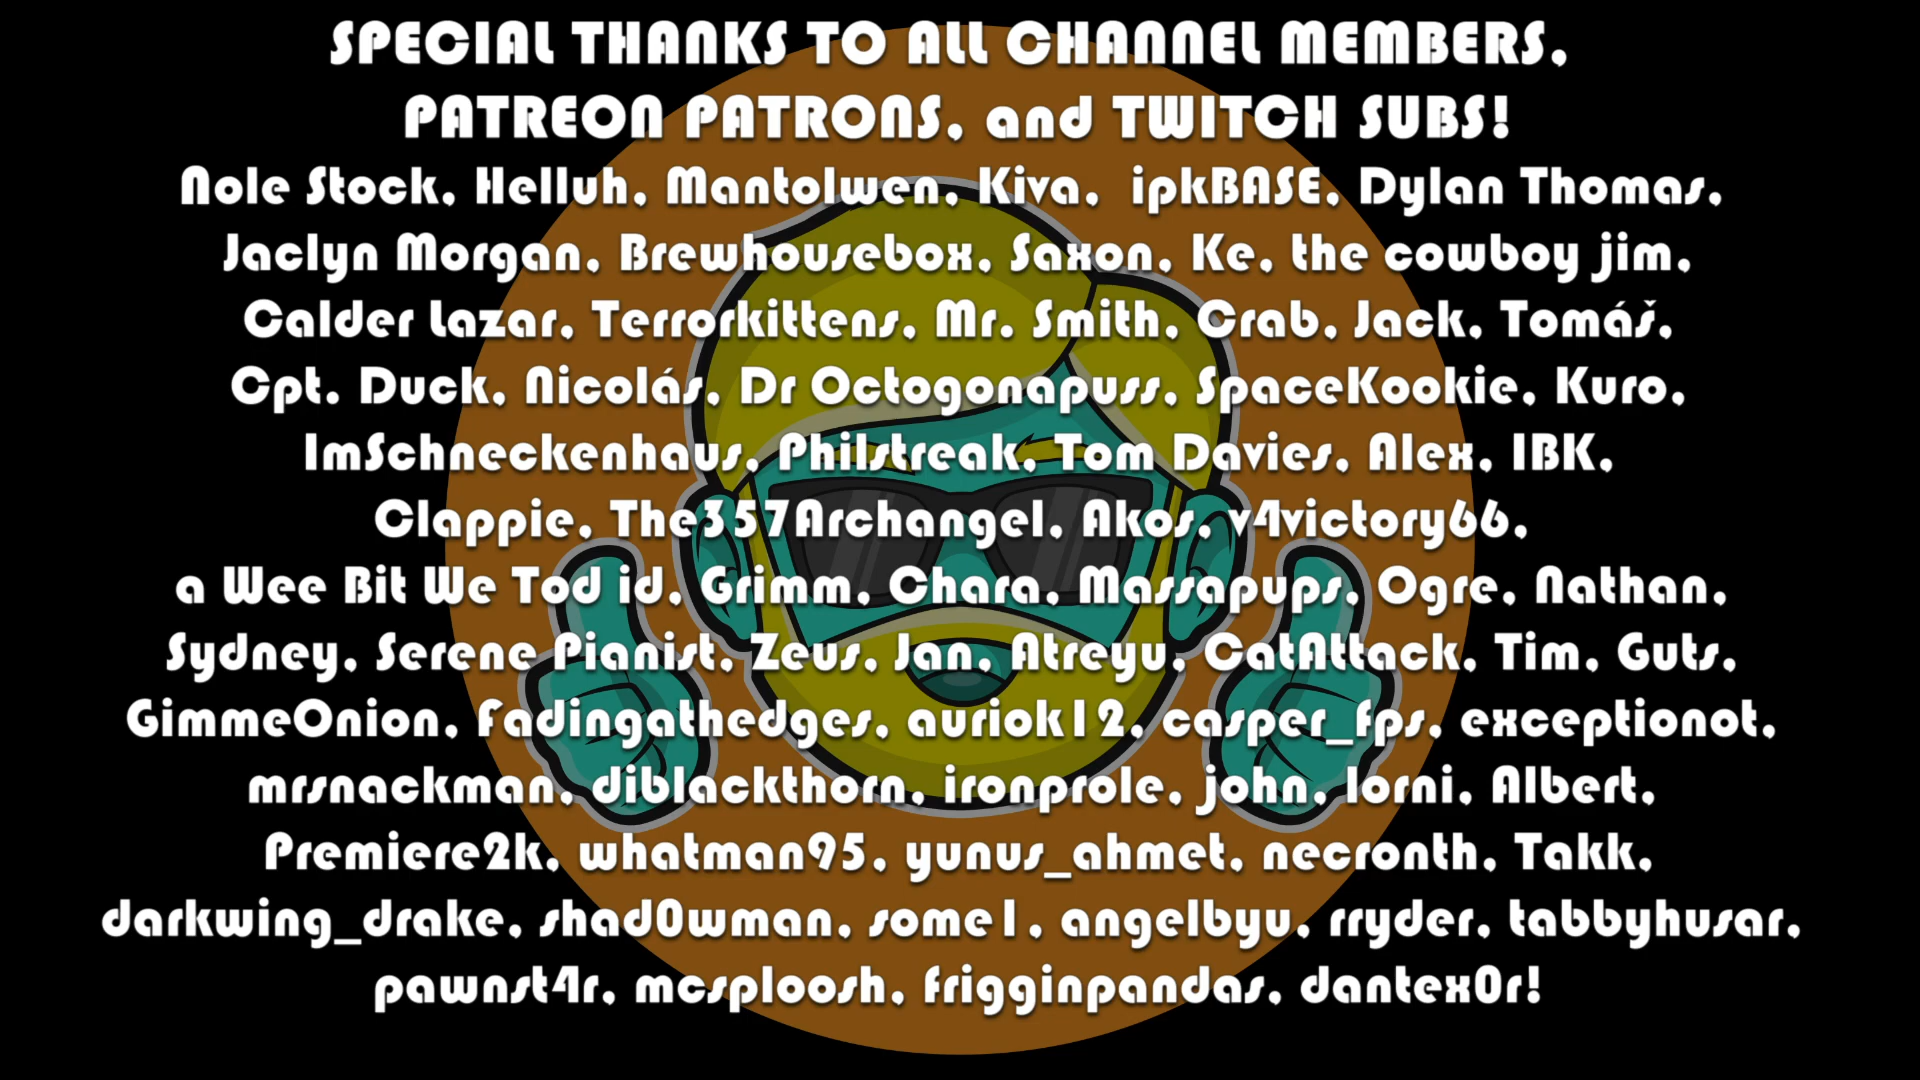 SPECIAL THANKS TO ALL CHANNEL MEMBERS,
PATREON PATRONS, and TWITCH SUBS!
Nole Stock, Helluh, Mantolwen, Kiva, ipkBASE, Dylan Thomas,
Jaclyn Morgan, Brewhousebox, Saxon, Ke, the cowboy jim,
Calder Lazar, Terrorkittens, Mr. Smith, Crab, Jack, Tomáš,
Cpt. Duck, Nicolás, Dr Octogonapuss, SpaceKookie, Kuro,
ImSchneckenhaus, Philstreak, Tom Davies, Alex, IBK,
Clappie, The357Archangel, Akos, v4victory66,
a Wee Bit We Tod id, Grimm, Chara, Massapups, Ogre, Nathan,
Sydney, Serene Pianist, Zeus, Jan, Atreyu, CatAttack, Tim, Guts,
GimmeOnion, Fadingathedges, auriok12, casper_fps, exceptionot,
mrsnackman, diblackthorn, ironprole, john, lorni, Albert,
Premiere2k, whatman95, yunus_ahmet, necronth, Takk,
darkwing_drake, shad0wman, some1, angelbyu, rryder, tabbyhusar,
pawnst4r, mcsploosh, frigginpandas, dantex0r!